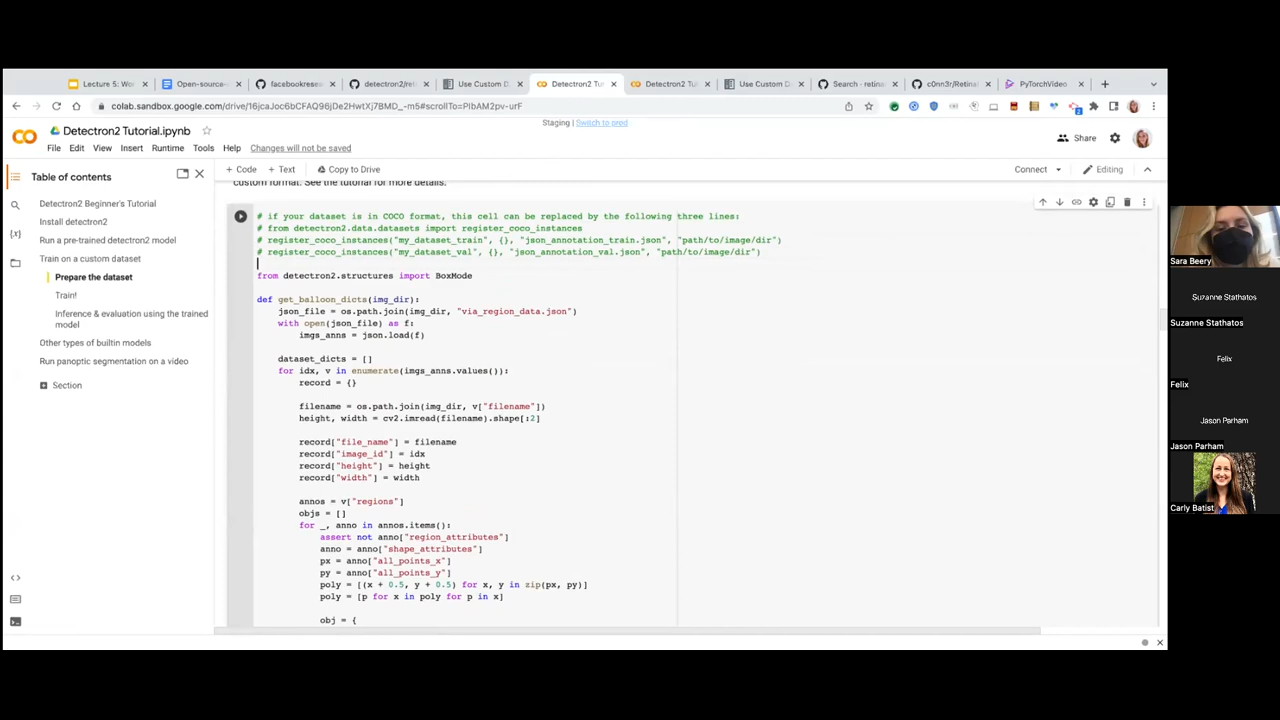 Lecture 5: Wo
Open-source-
facebookresea
detectron2/ret
Use Custom D
Detectron2 Tu
Detectron2 Tu
Use Custom D
Search · retina
c0nn3r/Retina
PyTorchVideo
colab.sandbox.google.com/drive/16jcaJoc6bCFAQ96jDe2HwtXj7BMD_-m5#scrollTo=PIbAM2pv-urF
Staging | Switch to prod
Detectron2 Tutorial.ipynb
File Edit View Insert Runtime Tools Help Changes will not be saved
Share
+ Code + Text Copy to Drive
Connect
Editing
Table of contents
Detectron2 Beginner's Tutorial
Install detectron2
Run a pre-trained detectron2 model
Train on a custom dataset
Prepare the dataset
Train!
Inference & evaluation using the trained
model
Other types of builtin models
Run panoptic segmentation on a video
Section
custom format. See the tutorial for more details.
# if your dataset is in COCO format, this cell can be replaced by the following three lines:
# from detectron2.data.datasets import register_coco_instances
# register_coco_instances("my_dataset_train", {}, "json_annotation_train.json", "path/to/image/dir")
# register_coco_instances("my_dataset_val", {}, "json_annotation_val.json", "path/to/image/dir")
from detectron2.structures import BoxMode
def get_balloon_dicts(img_dir):
json_file = os.path.join(img_dir, "via_region_data.json")
with open(json_file) as f:
imgs_anns = json.load(f)
dataset_dicts = []
for idx, v in enumerate(imgs_anns.values()):
record = {}
filename = os.path.join(img_dir, v["filename"])
height, width = cv2.imread(filename).shape[:2]
record["file_name"] = filename
record["image_id"] = idx
record["height"] = height
record["width"] = width
annos = v["regions"]
objs = []
for _, anno in annos.items():
assert not anno["region_attributes"]
anno = anno["shape_attributes"]
px = anno["all_points_x"]
py = anno["all_points_y"]
poly = [(x + 0.5, y + 0.5) for x, y in zip(px, py)]
poly = [p for x in poly for p in x]
obj = {
Sara Beery
Suzanne Stathatos
Suzanne Stathatos
Felix
Felix
Jason Parham
Jason Parham
Carly Batist